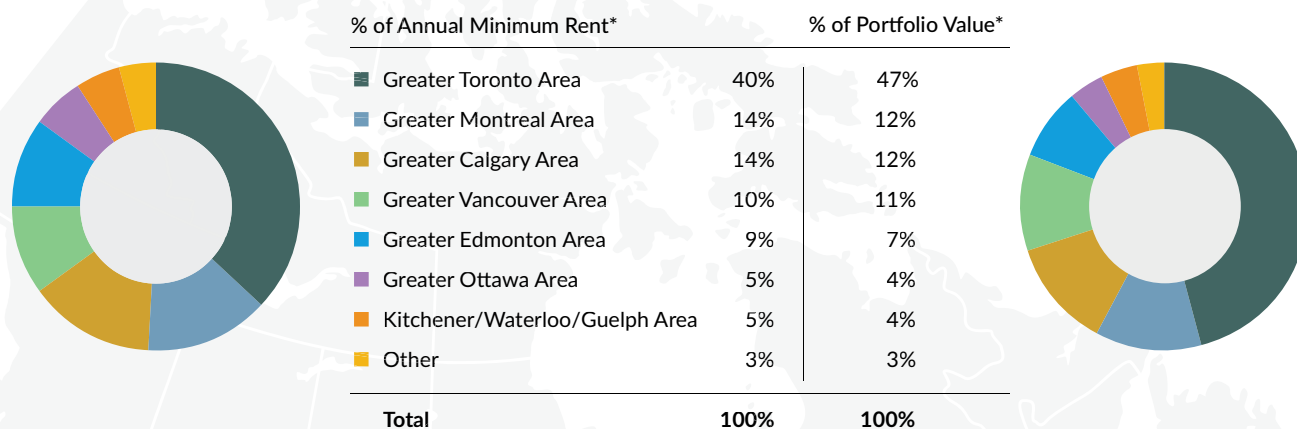 % of Annual Minimum Rent* % of Portfolio Value*
Greater Toronto Area 40% 47%
Greater Montreal Area 14% 12%
Greater Calgary Area 14% 12%
Greater Vancouver Area 10% 11%
Greater Edmonton Area 9% 7%
Greater Ottawa Area 5% 4%
Kitchener/Waterloo/Guelph Area 5% 4%
Other 3% 3%
Total 100% 100%